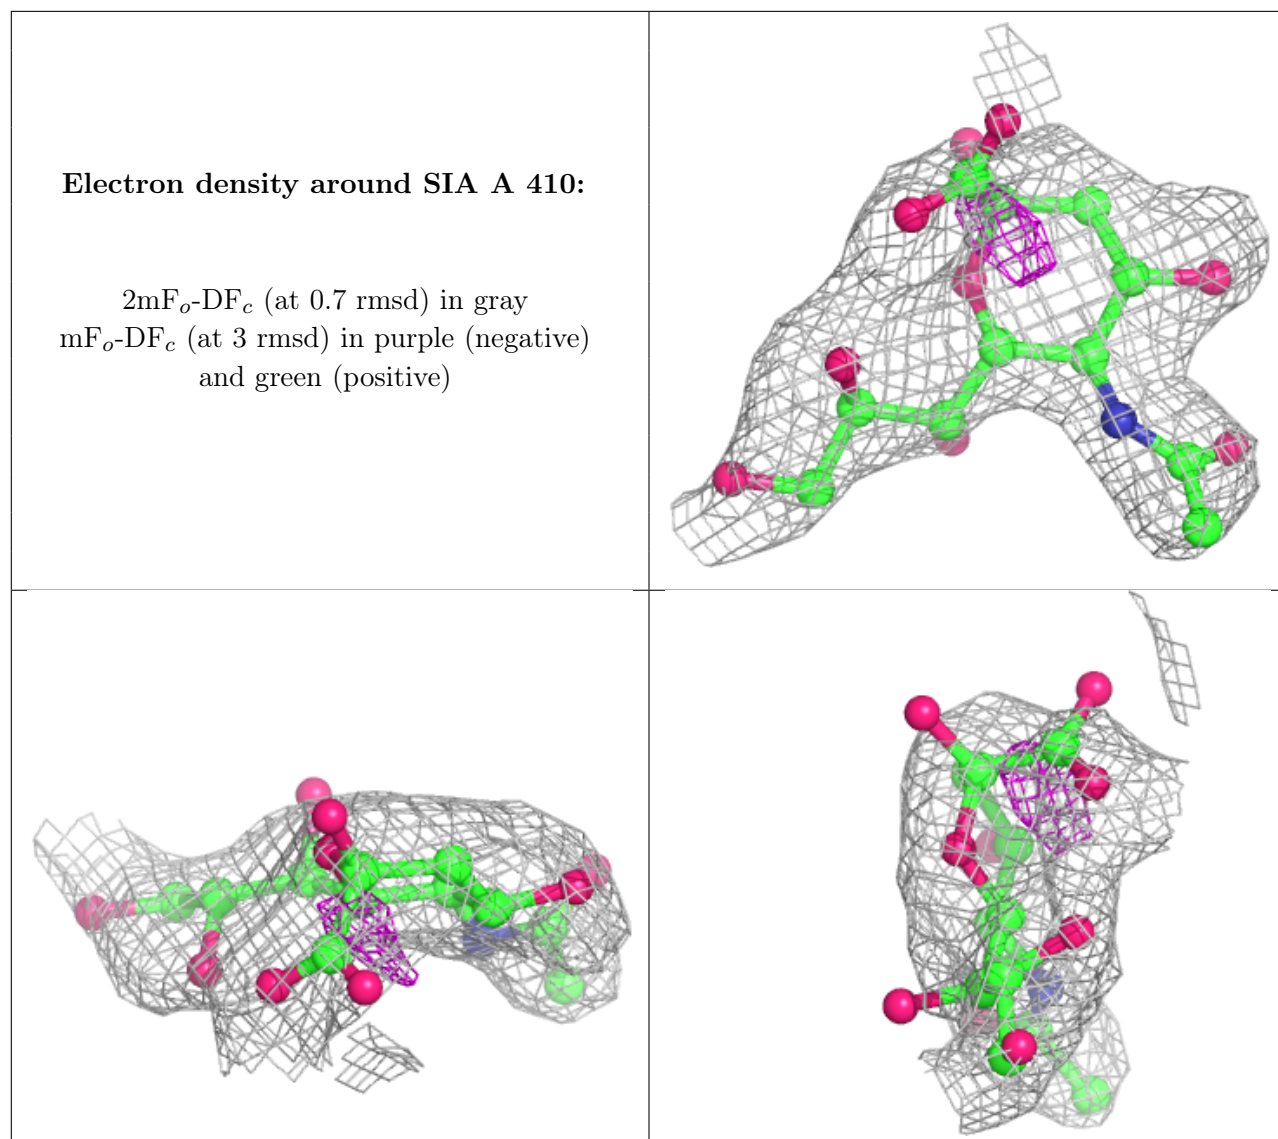 Electron density around SIA A 410:
2mFₒ-DF𝒸 (at 0.7 rmsd) in gray
mFₒ-DF𝒸 (at 3 rmsd) in purple (negative)
and green (positive)